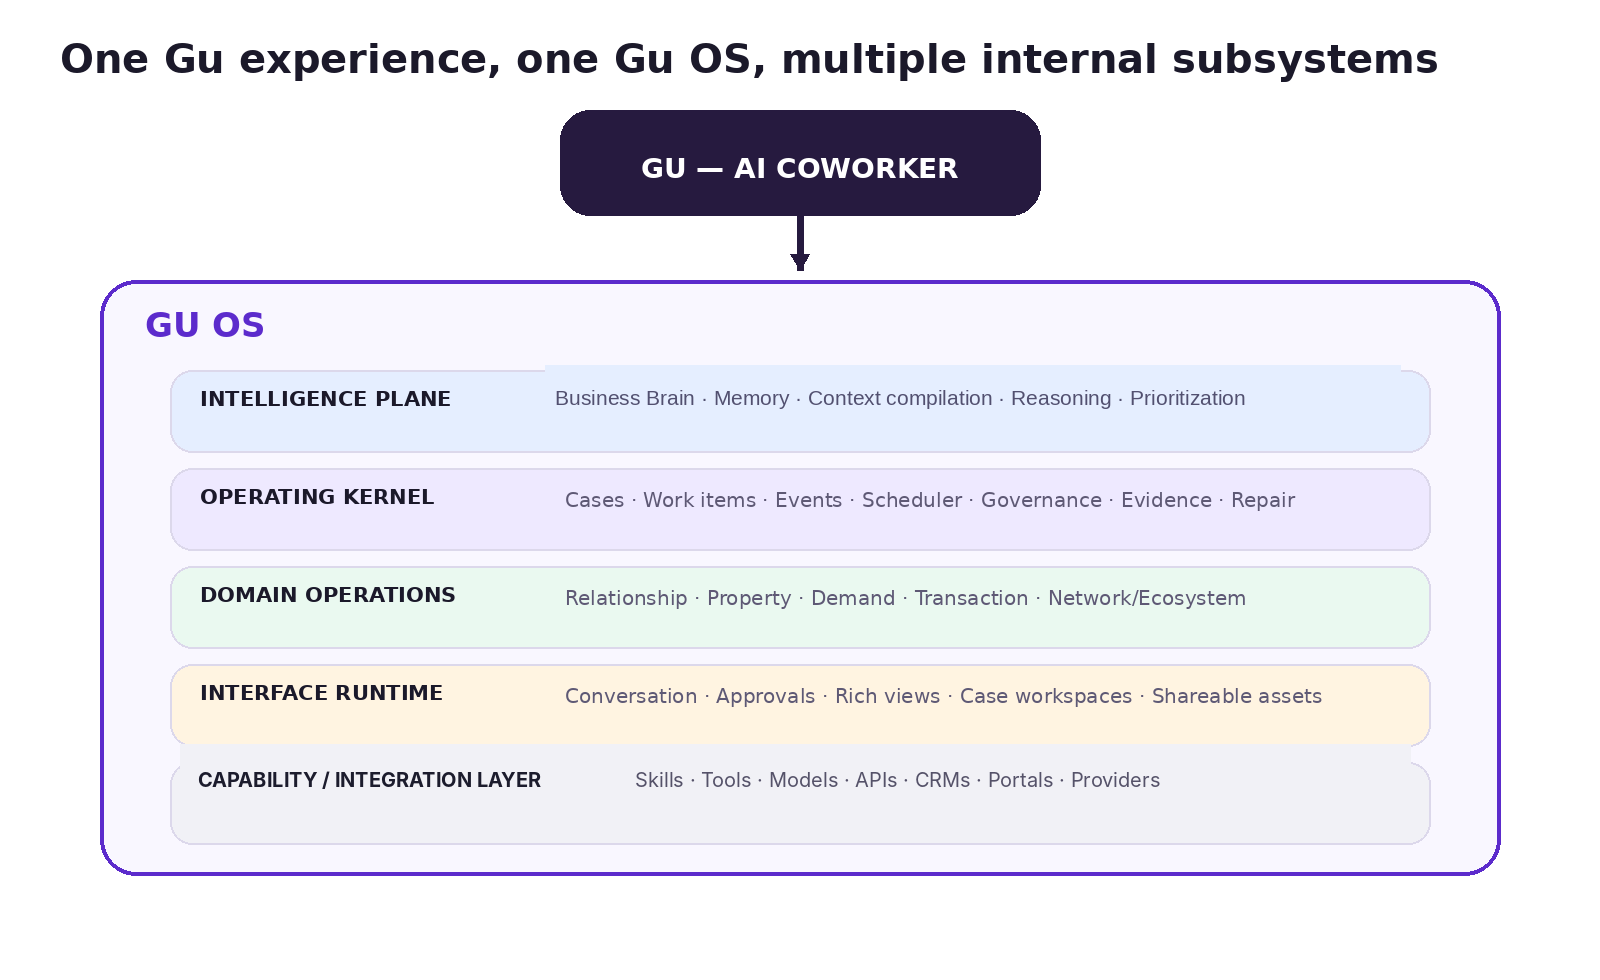 One Gu experience, one Gu OS, multiple internal subsystems
GU — AI COWORKER
GU OS
INTELLIGENCE PLANE Business Brain · Memory · Context compilation · Reasoning · Prioritization
OPERATING KERNEL Cases · Work items · Events · Scheduler · Governance · Evidence · Repair
DOMAIN OPERATIONS Relationship · Property · Demand · Transaction · Network/Ecosystem
INTERFACE RUNTIME Conversation · Approvals · Rich views · Case workspaces · Shareable assets
CAPABILITY / INTEGRATION LAYER Skills · Tools · Models · APIs · CRMs · Portals · Providers